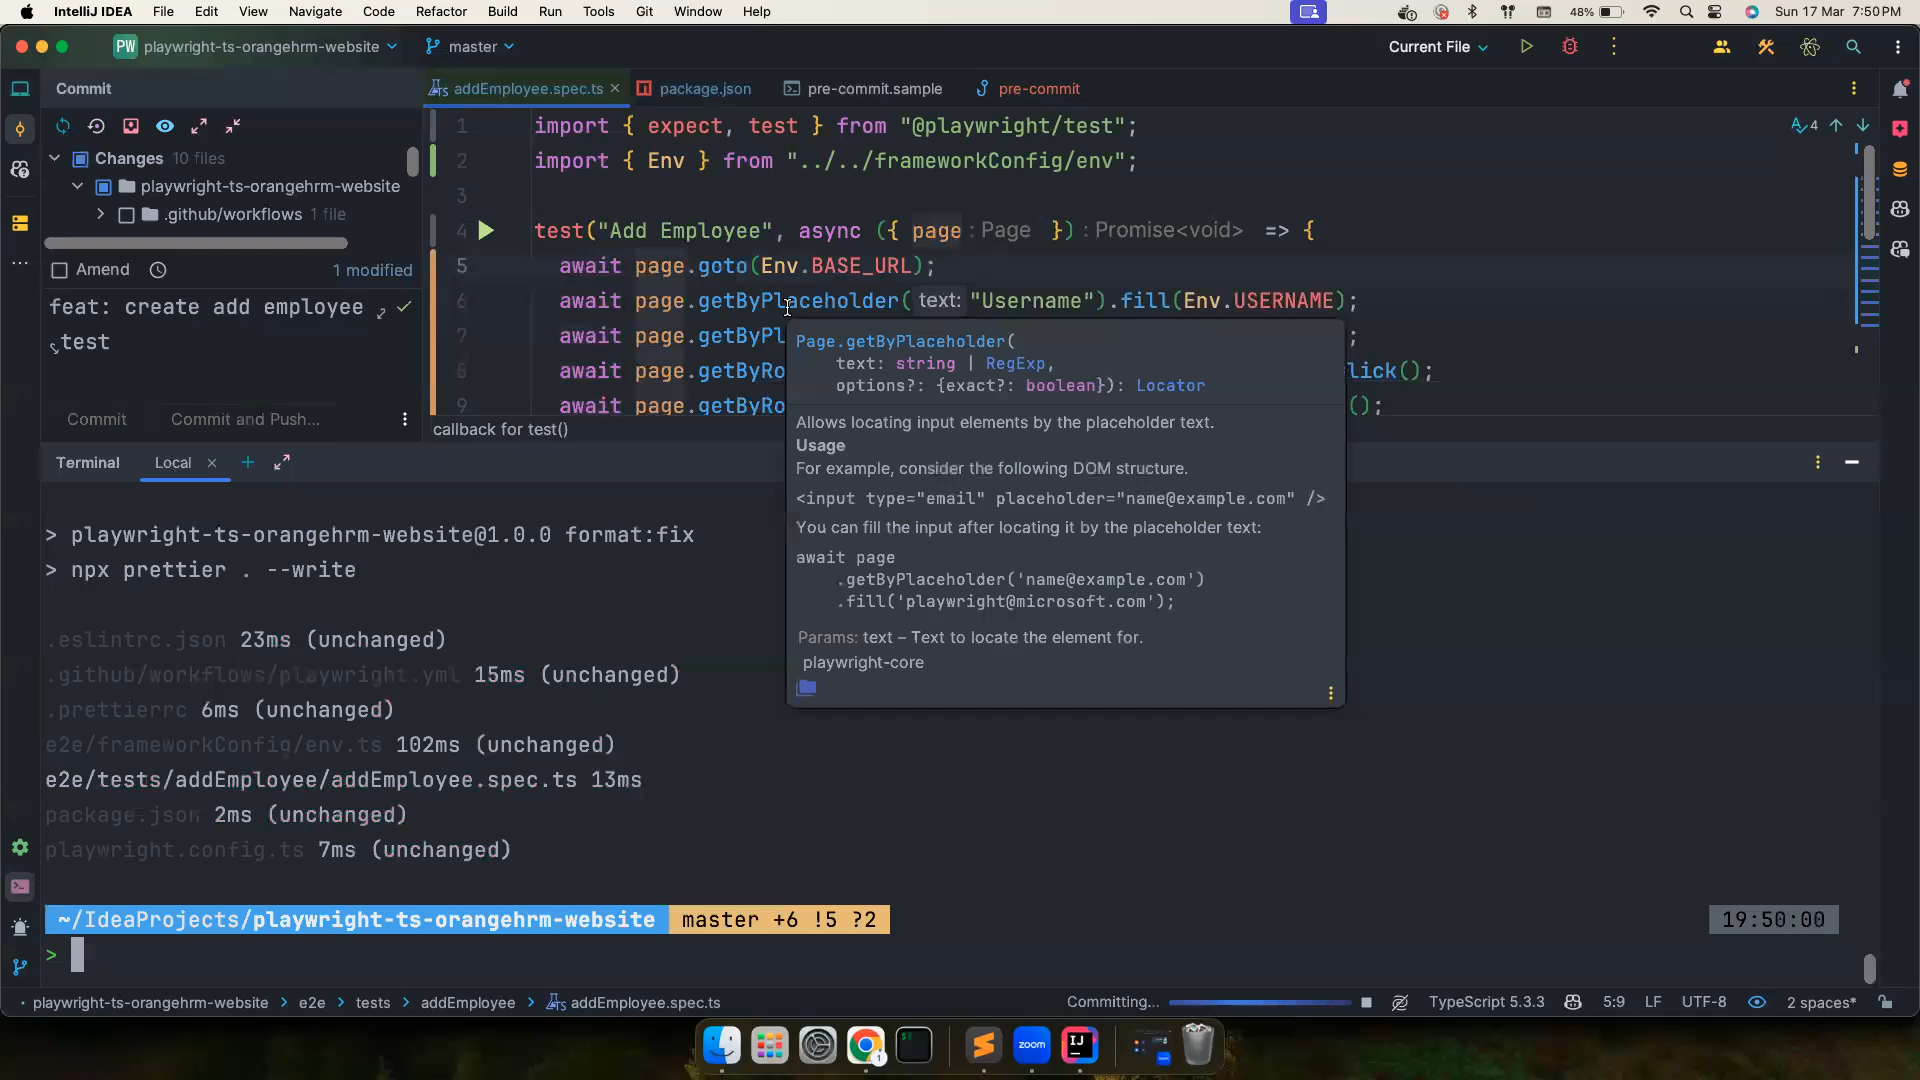 IntelliJ IDEA File Edit View Navigate Code Refactor Build Run Tools Git Window Help 48% Sun 17 Mar 7:50 PM
PW playwright-ts-orangehrm-website master Current File
Commit
addEmployee.spec.ts package.json pre-commit.sample pre-commit
Changes 10 files
playwright-ts-orangehrm-website
.github/workflows 1 file
Amend 1 modified
feat: create add employee
test
Commit Commit and Push...
4
1 import { expect, test } from "@playwright/test";
2 import { Env } from "../../frameworkConfig/env";
3
4 test("Add Employee", async ({ page : Page }) : Promise<void> => {
5 await page.goto(Env.BASE_URL);
6 await page.getByPlaceholder( text: "Username").fill(Env.USERNAME);
7 await page.getByPl ;
8 await page.getByRo lick();
9 await page.getByRo ();
callback for test()
Page.getByPlaceholder(
text: string | RegExp,
options?: {exact?: boolean}): Locator
Allows locating input elements by the placeholder text.
Usage
For example, consider the following DOM structure.
<input type="email" placeholder="name@example.com" />
You can fill the input after locating it by the placeholder text:
await page
.getByPlaceholder('name@example.com')
.fill('playwright@microsoft.com');
Params: text – Text to locate the element for.
playwright-core
Terminal Local
> playwright-ts-orangehrm-website@1.0.0 format:fix
> npx prettier . --write
.eslintrc.json 23ms (unchanged)
.github/workflows/playwright.yml 15ms (unchanged)
.prettierrc 6ms (unchanged)
e2e/frameworkConfig/env.ts 102ms (unchanged)
e2e/tests/addEmployee/addEmployee.spec.ts 13ms
package.json 2ms (unchanged)
playwright.config.ts 7ms (unchanged)
~/IdeaProjects/playwright-ts-orangehrm-website master +6 !5 ?2 19:50:00
>
playwright-ts-orangehrm-website > e2e > tests > addEmployee > addEmployee.spec.ts Committing... TypeScript 5.3.3 5:9 LF UTF-8 2 spaces*
1 zoom IJ